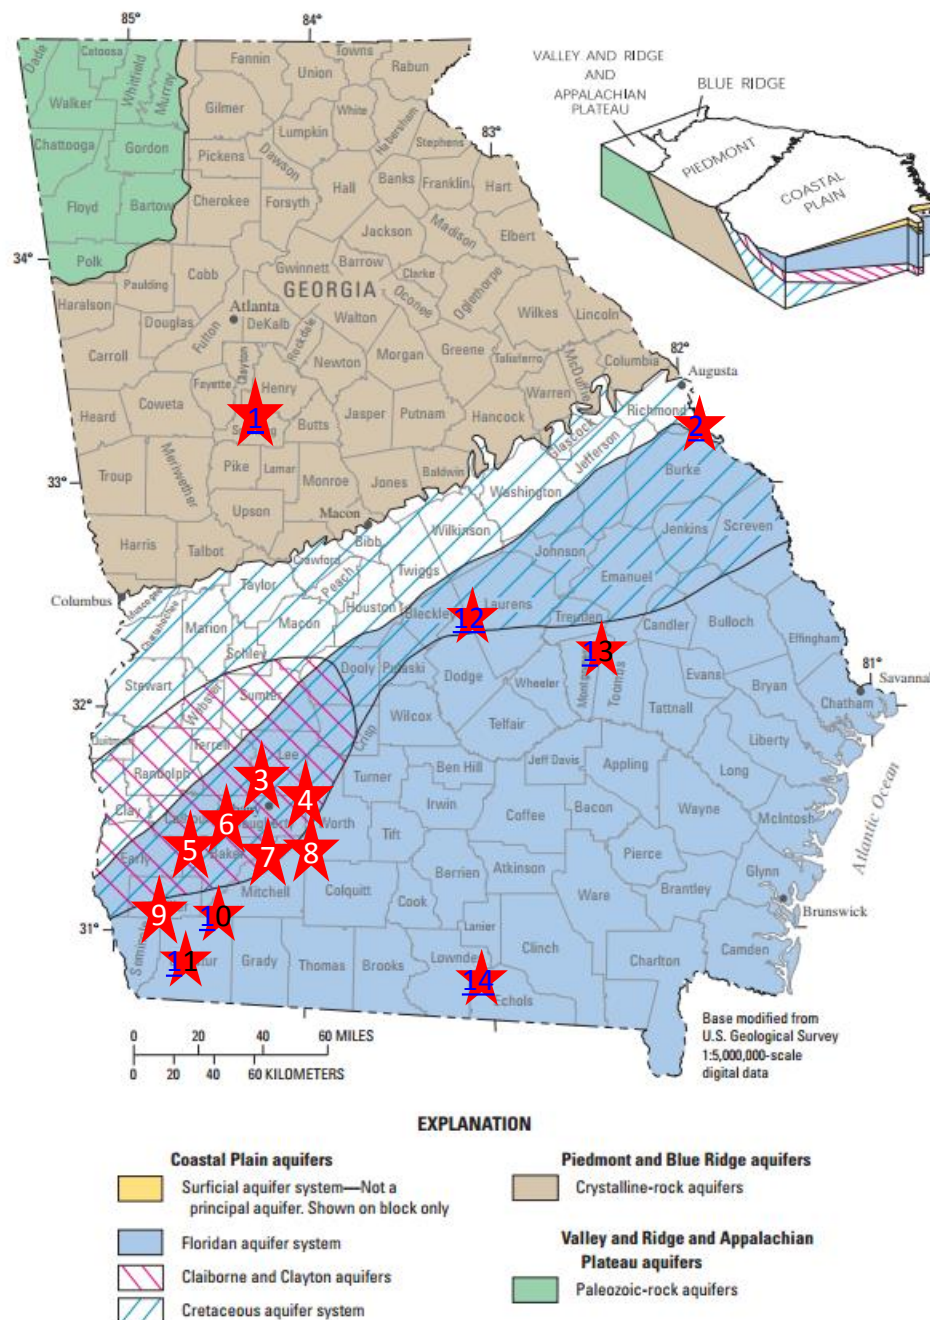 85°
84°
VALLEY AND RIDGE
AND
APPALACHIAN
PLATEAU
BLUE RIDGE
PIEDMONT
COASTAL
PLAIN
Dade
Catoosa
Whitfield
Murray
Fannin
Towns
Union
Rabun
Walker
Gilmer
White
Habersham
Lumpkin
Stephens
83°
Chattooga
Gordon
Pickens
Dawson
Hall
Banks
Franklin
Hart
Floyd
Bartow
Cherokee
Forsyth
Jackson
Madison
Elbert
34°
Polk
Cobb
Gwinnett
Barrow
Clarke
Oconee
Oglethorpe
Paulding
GEORGIA
Haralson
Atlanta
Douglas
Fulton
DeKalb
Rockdale
Walton
Wilkes
Lincoln
Carroll
Clayton
Newton
Morgan
Greene
Taliaferro
McDuffie
Columbia
82°
Augusta
Fayette
Henry
Warren
Heard
Coweta
1
Butts
Jasper
Putnam
Hancock
Glascock
Richmond
2
Jefferson
33°
Troup
Meriwether
Pike
Lamar
Monroe
Jones
Baldwin
Washington
Burke
Upson
Macon
Wilkinson
Jenkins
Screven
Harris
Talbot
Crawford
Bibb
Twiggs
Johnson
Emanuel
Columbus
Muscogee
Chattahoochee
Taylor
Peach
Houston
Bleckley
Laurens
12
Treutlen
Candler
Bulloch
Effingham
Marion
Macon
Schley
Dooly
Pulaski
Dodge
Wheeler
13
Montgom
Toombs
Evans
Bryan
81°
Savannah
Chatham
Stewart
Webster
Sumter
32°
Wilcox
Telfair
Tattnall
Liberty
Quitman
Terrell
Lee
Crisp
Randolph
3
Turner
Ben Hill
Jeff Davis
Appling
Long
Clay
4
Irwin
Coffee
Bacon
Wayne
McIntosh
6
Worth
Tift
Early
5
Baker
7
8
Pierce
Atlantic Ocean
Mitchell
Colquitt
Berrien
Atkinson
Glynn
9
10
Cook
Ware
Brantley
Brunswick
31°
Lanier
11
Grady
Thomas
Brooks
Lowndes
14
Clinch
Charlton
Camden
Echols
0 20 40 60 MILES
0 20 40 60 KILOMETERS
Base modified from
U.S. Geological Survey
1:5,000,000-scale
digital data
EXPLANATION
Coastal Plain aquifers
Surficial aquifer system—Not a
principal aquifer. Shown on block only
Floridan aquifer system
Claiborne and Clayton aquifers
Cretaceous aquifer system
Piedmont and Blue Ridge aquifers
Crystalline-rock aquifers
Valley and Ridge and Appalachian
Plateau aquifers
Paleozoic-rock aquifers